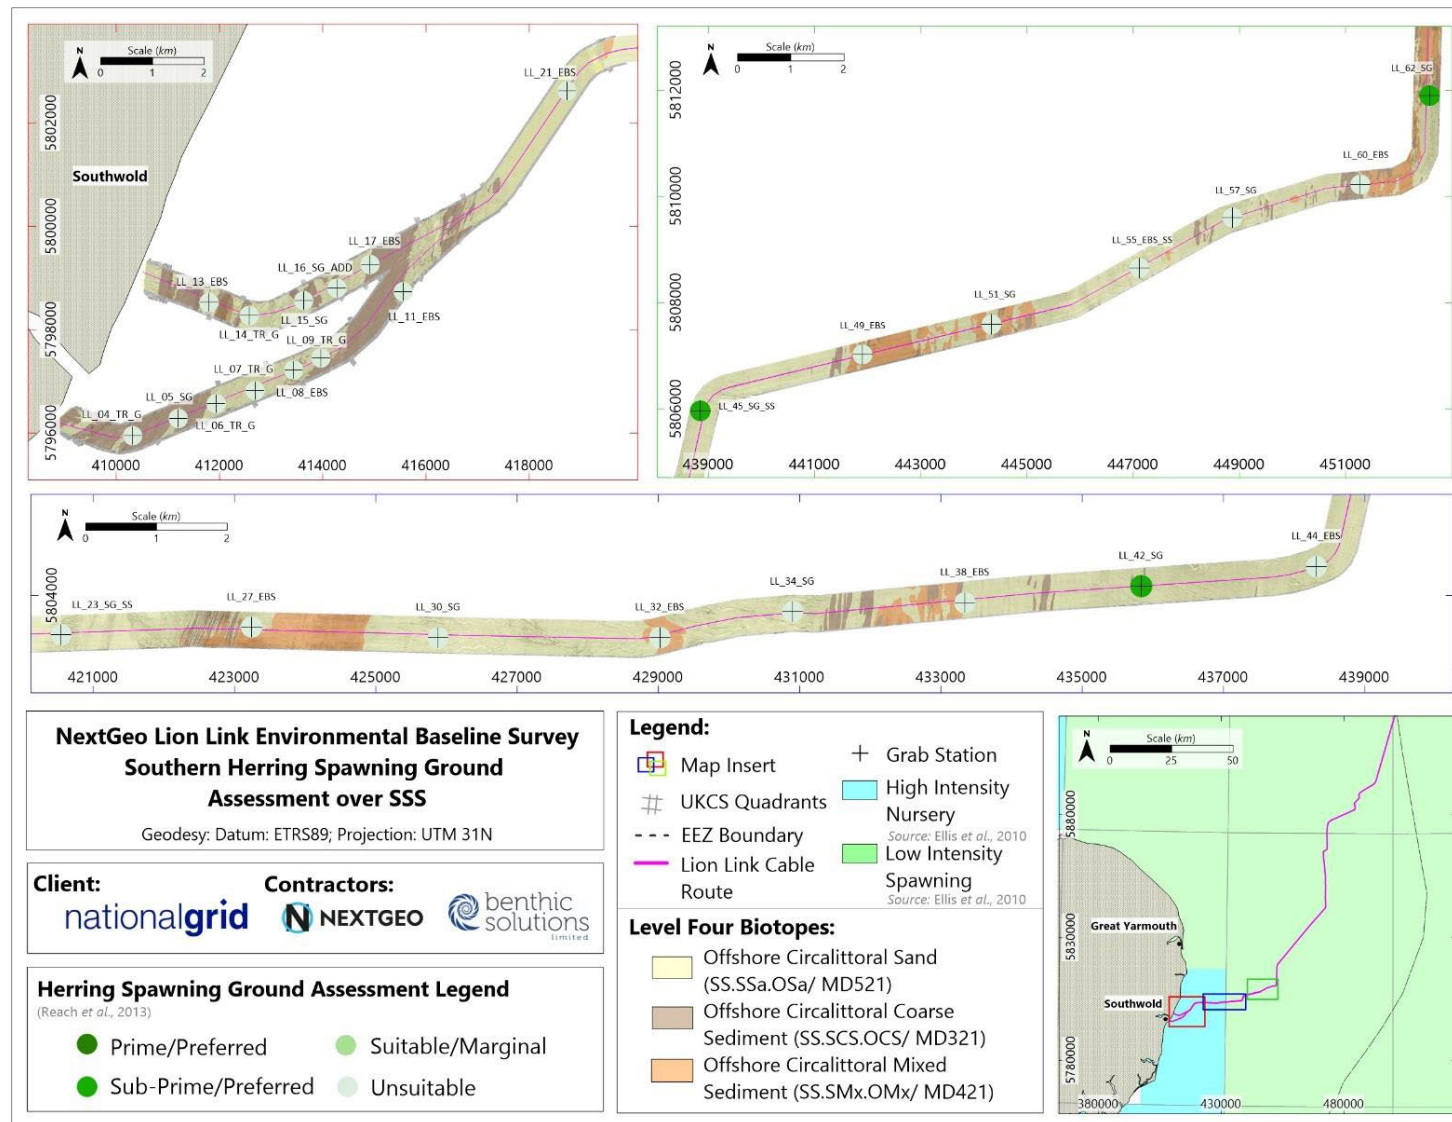 N
Scale (km)
0 1 2
Southwold
LL_21_EBS
LL_17_EBS
LL_16_SG_ADD
LL_13_EBS
LL_15_SG
LL_14_TR_G
LL_11_EBS
LL_09_TR_G
LL_07_TR_G
LL_08_EBS
LL_05_SG
LL_04_TR_G
LL_06_TR_G
5802000
5800000
5798000
5796000
410000 412000 414000 416000 418000
N
Scale (km)
0 1 2
LL_62_SG
LL_60_EBS
LL_57_SG
LL_55_EBS_SS
LL_51_SG
LL_49_EBS
LL_45_SG_SS
5812000
5810000
5808000
5806000
439000 441000 443000 445000 447000 449000 451000
N
Scale (km)
0 1 2
5804000
LL_23_SG_SS
LL_27_EBS
LL_30_SG
LL_32_EBS
LL_34_SG
LL_38_EBS
LL_42_SG
LL_44_EBS
421000 423000 425000 427000 429000 431000 433000 435000 437000 439000
NextGeo Lion Link Environmental Baseline Survey
Southern Herring Spawning Ground
Assessment over SSS
Geodesy: Datum: ETRS89; Projection: UTM 31N
Client:
nationalgrid
Contractors:
N NEXTGEO
benthic
solutions
limited
Herring Spawning Ground Assessment Legend
(Reach et al., 2013)
Prime/Preferred
Suitable/Marginal
Sub-Prime/Preferred
Unsuitable
Legend:
Map Insert
UKCS Quadrants
EEZ Boundary
Lion Link Cable
Route
Grab Station
High Intensity
Nursery
Source: Ellis et al., 2010
Low Intensity
Spawning
Source: Ellis et al., 2010
Level Four Biotopes:
Offshore Circalittoral Sand
(SS.SSa.OSa/ MD521)
Offshore Circalittoral Coarse
Sediment (SS.SCS.OCS/ MD321)
Offshore Circalittoral Mixed
Sediment (SS.SMx.OMx/ MD421)
N
Scale (km)
0 25 50
Great Yarmouth
Southwold
5880000
5830000
5780000
380000 430000 480000